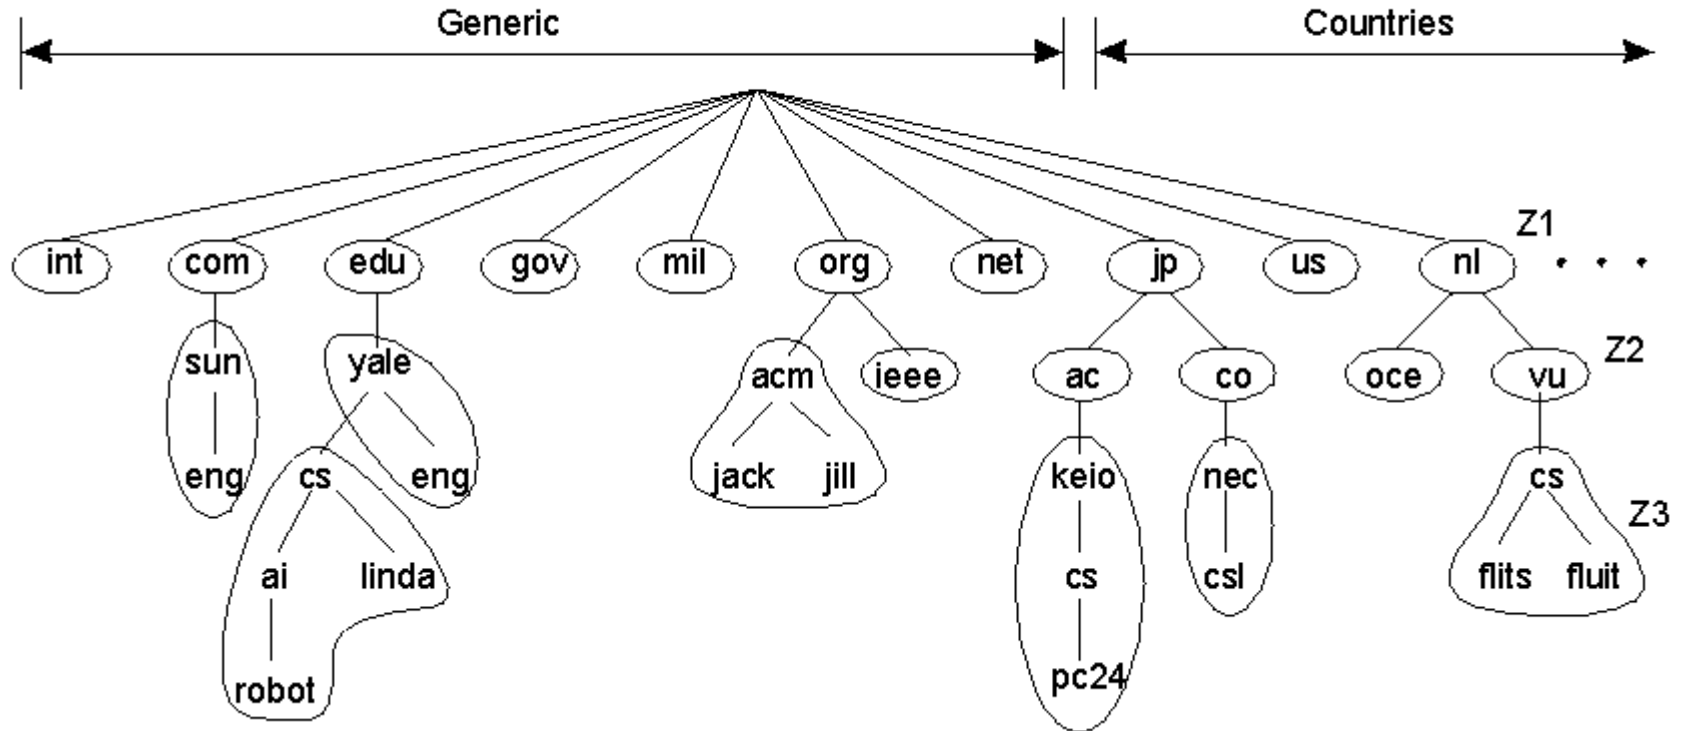 Generic Countries
Z1
int com edu gov mil org net jp us nl . . .
Z2
sun yale acm ieee ac co oce vu
eng cs eng jack jill keio nec cs
Z3
ai linda cs csl flits fluit
robot pc24